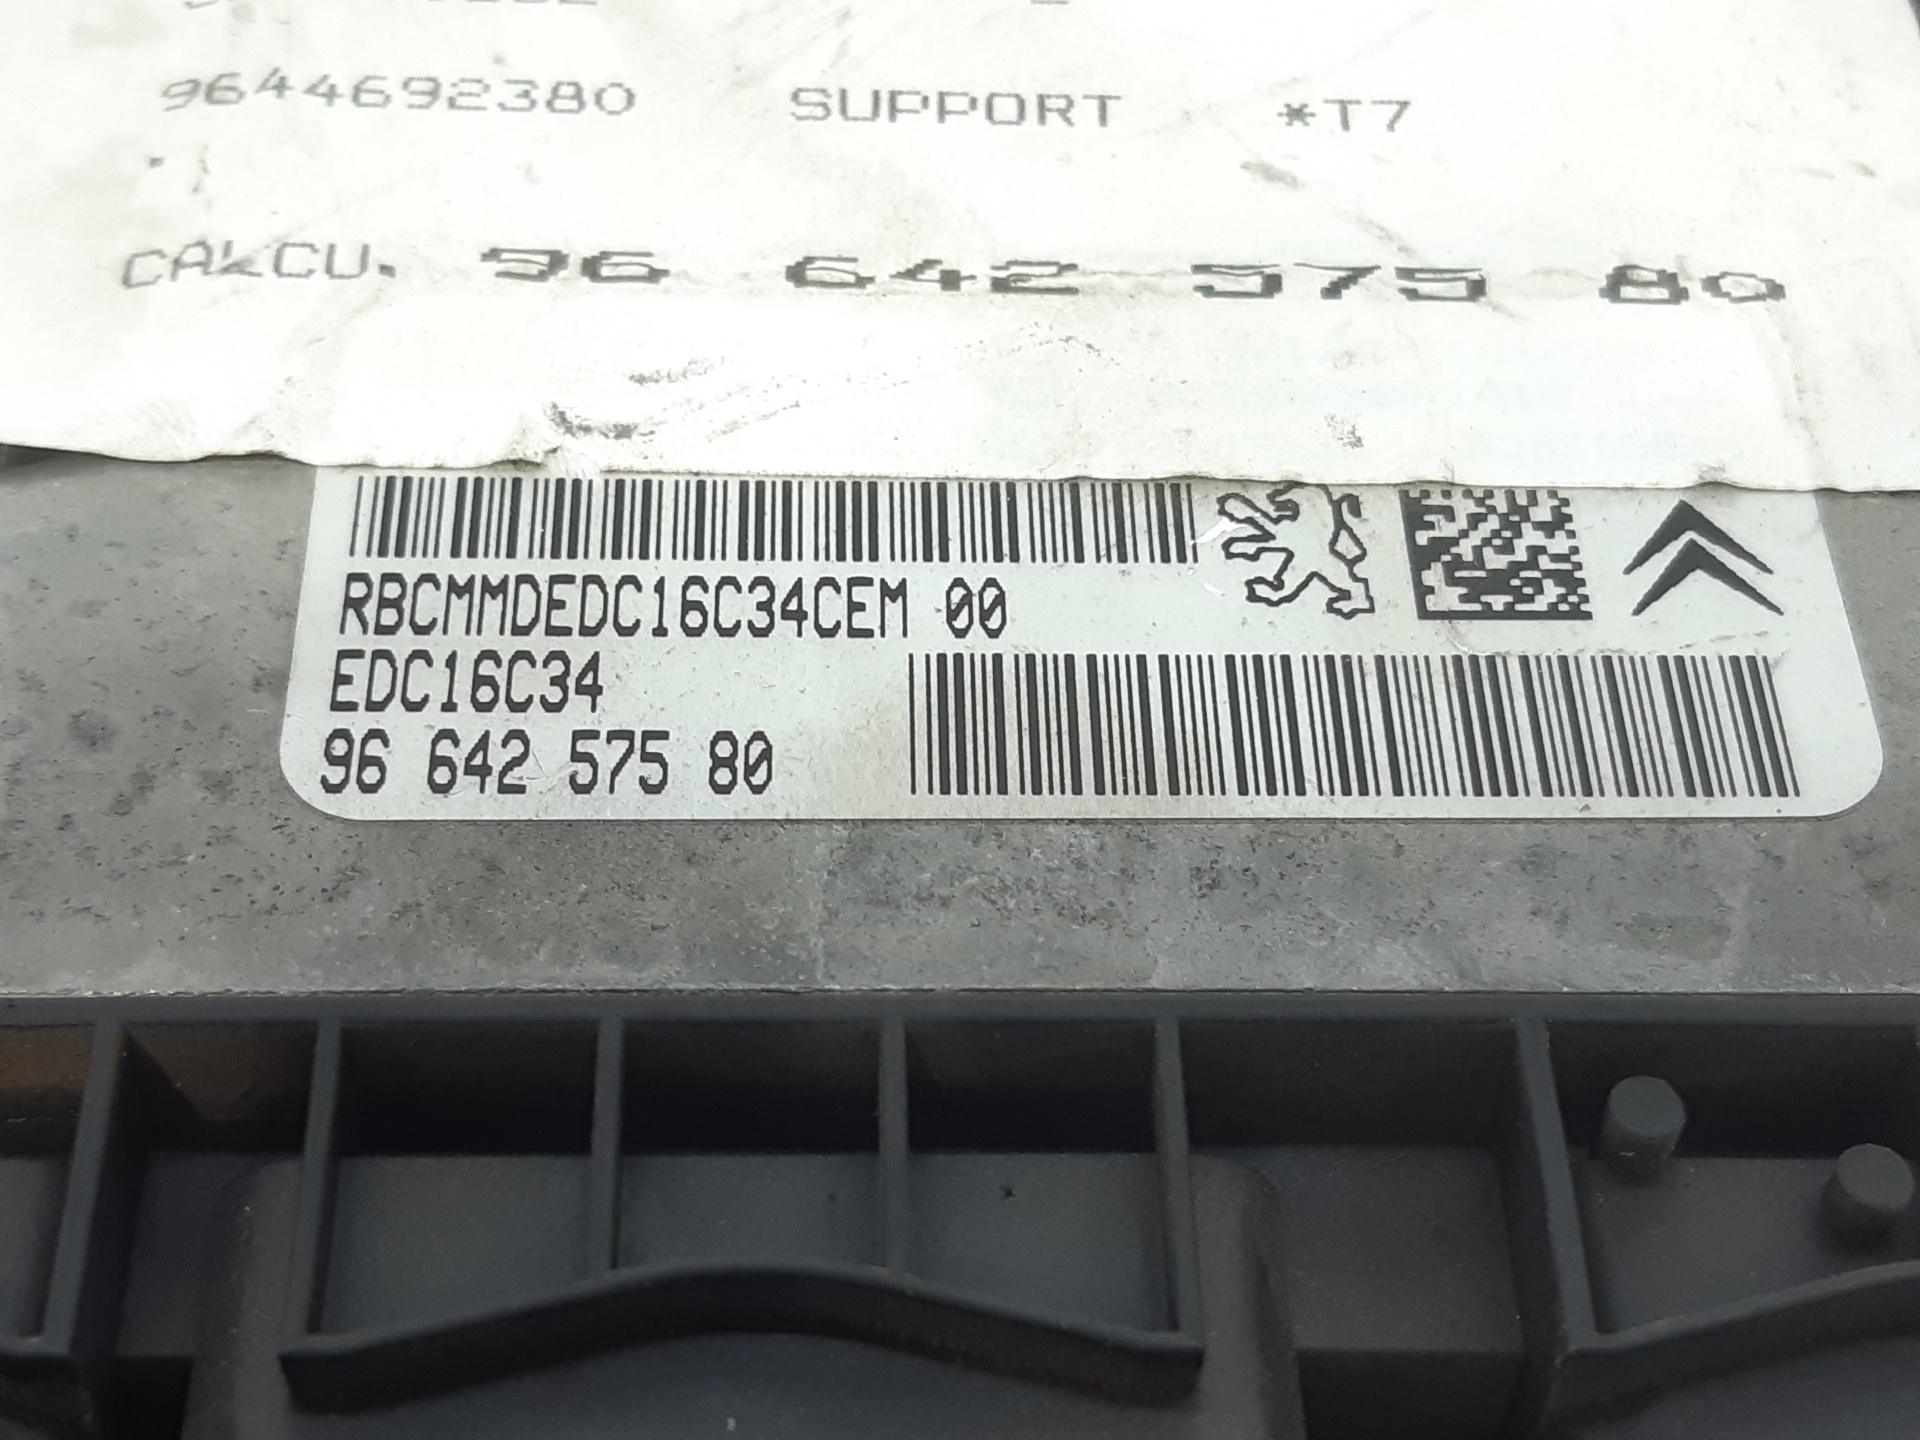 9644692380 SUPPORT *T7
CALCU. 96 642 575 80
RBCMMDEDC16C34CEM 00
EDC16C34
96 642 575 80